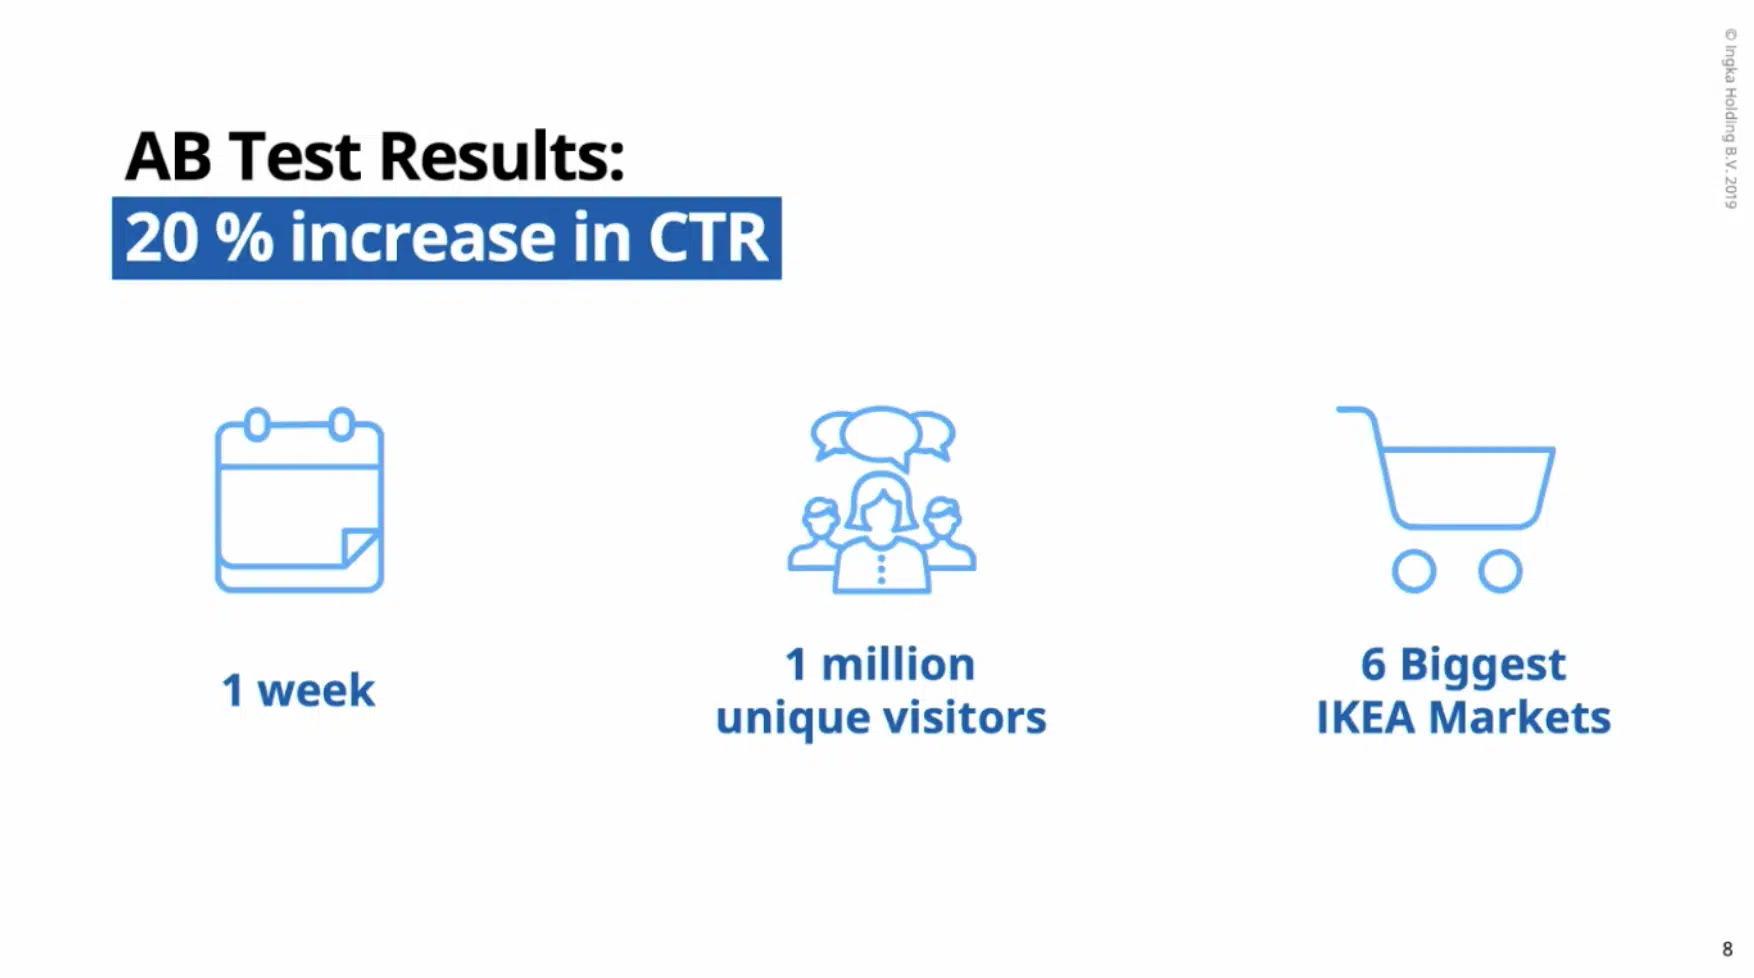 AB Test Results:
20 % increase in CTR
1 week
1 million
unique visitors
6 Biggest
IKEA Markets
© Ingka Holding B.V. 2019
8